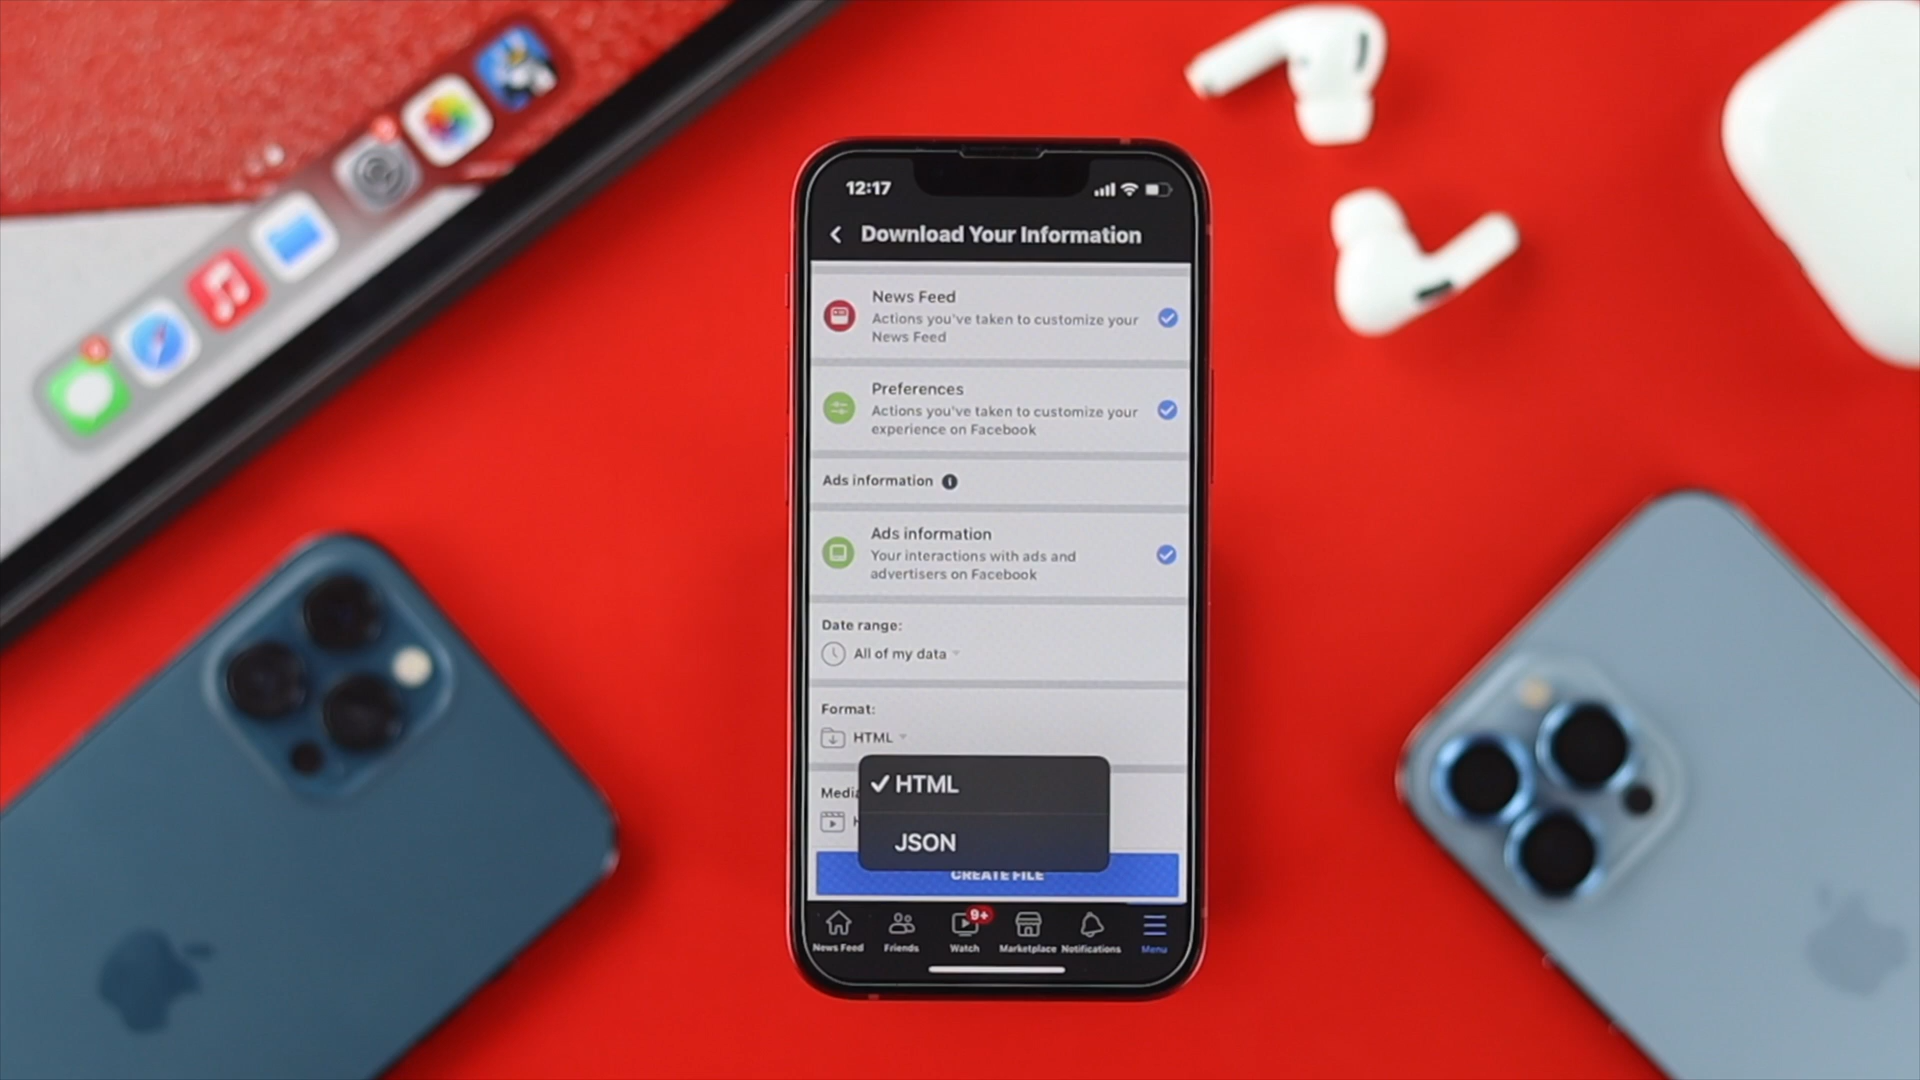 12:17
Download Your Information
News Feed
Actions you've taken to customize your
News Feed
Preferences
Actions you've taken to customize your
experience on Facebook
Ads information
Ads information
Your interactions with ads and
advertisers on Facebook
Date range:
All of my data
Format:
HTML
HTML
JSON
CREATE FILE
9+
News Feed
Friends
Watch
Marketplace
Notifications
Menu